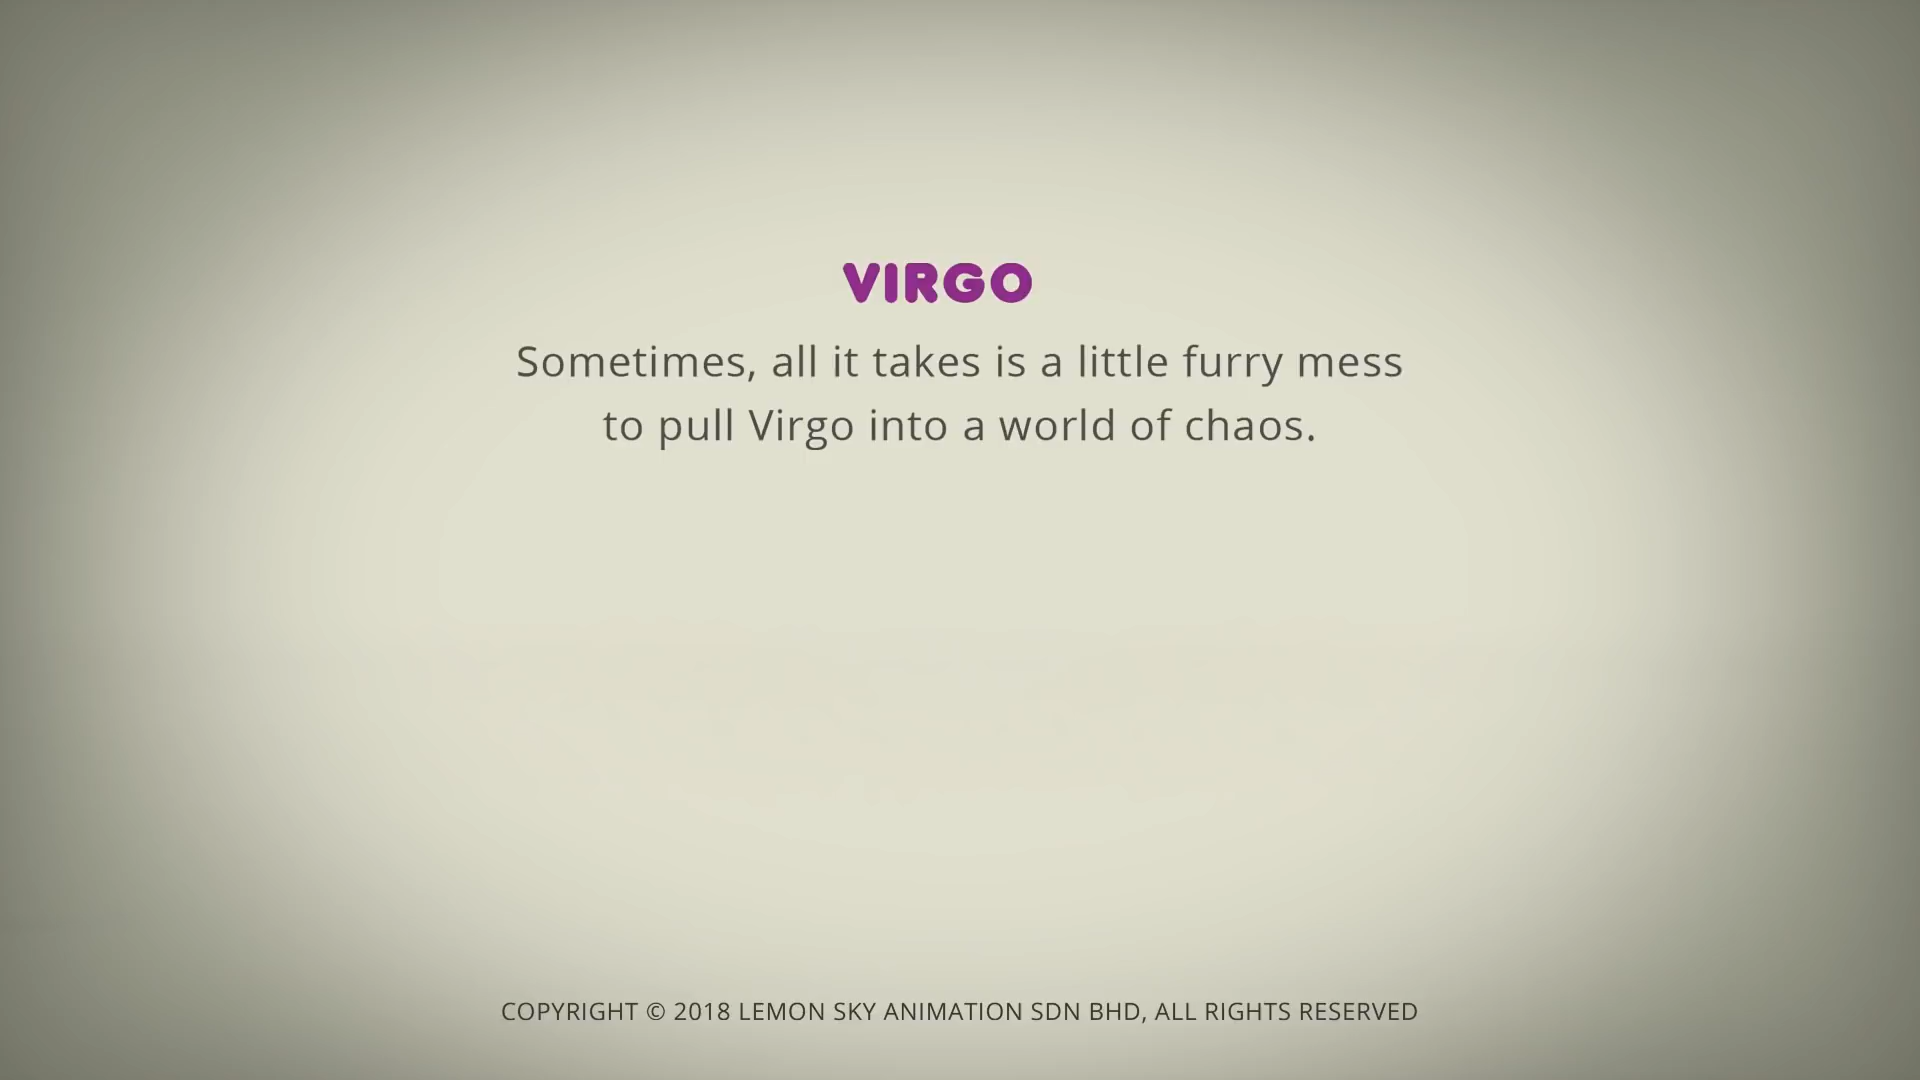 VIRGO
Sometimes, all it takes is a little furry mess
to pull Virgo into a world of chaos.
COPYRIGHT © 2018 LEMON SKY ANIMATION SDN BHD, ALL RIGHTS RESERVED